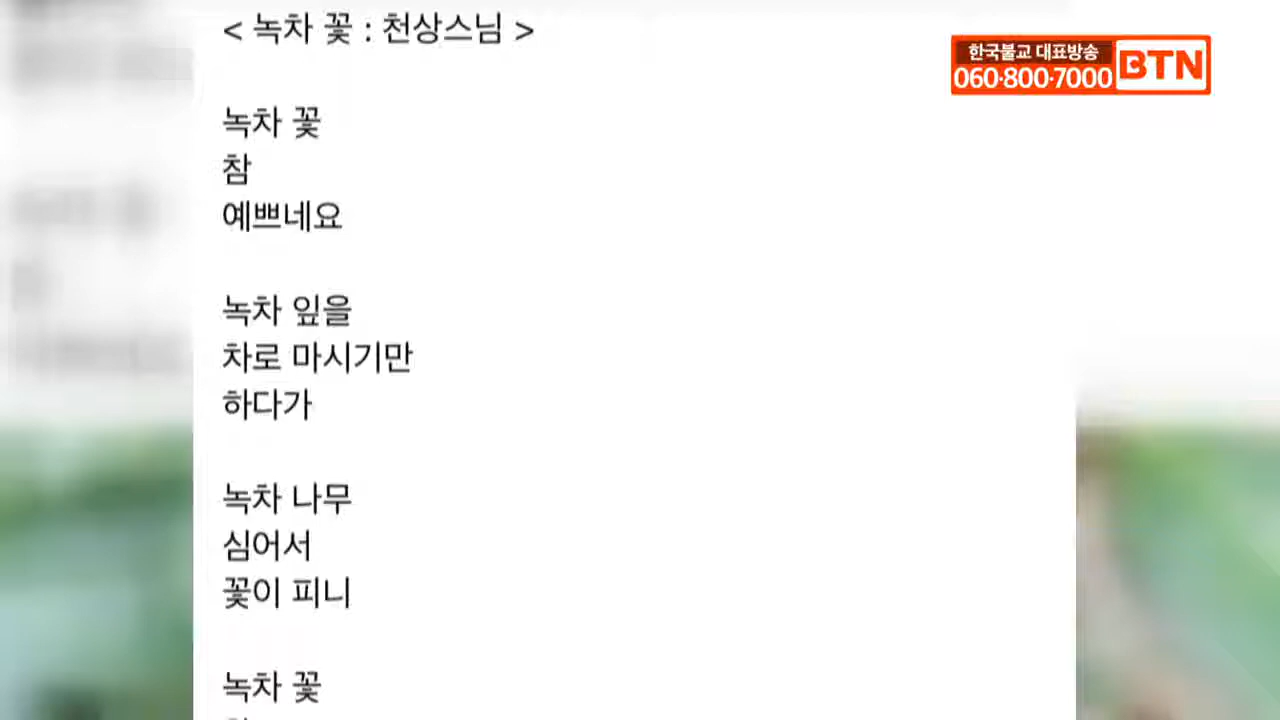 < 녹차 꽃 : 천상스님 >
한국불교 대표방송
060·800·7000
BTN
녹차 꽃
참
예쁘네요
녹차 잎을
차로 마시기만
하다가
녹차 나무
심어서
꽃이 피니
녹차 꽃